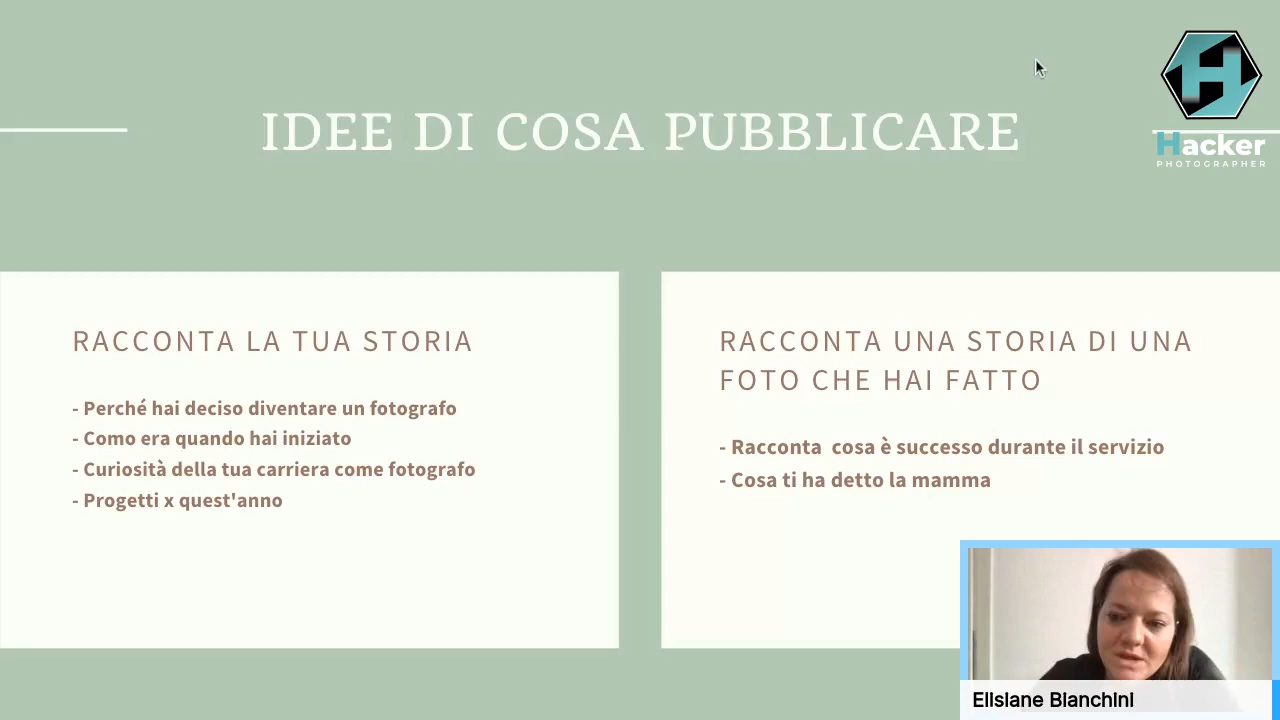 IDEE DI COSA PUBBLICARE
Hacker
PHOTOGRAPHER
RACCONTA LA TUA STORIA
- Perché hai deciso diventare un fotografo
- Como era quando hai iniziato
- Curiosità della tua carriera come fotografo
- Progetti x quest'anno
RACCONTA UNA STORIA DI UNA
FOTO CHE HAI FATTO
- Racconta  cosa è successo durante il servizio
- Cosa ti ha detto la mamma
Elisiane Bianchini